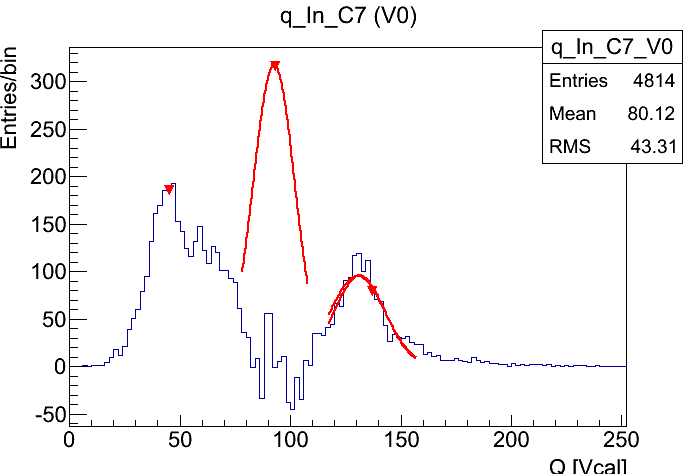 q_In_C7 (V0)
q_In_C7_V0
Entries 4814
Mean 80.12
RMS 43.31
Entries/bin
300
250
200
150
100
50
0
-50
0 50 100 150 200 250
Q [Vcal]